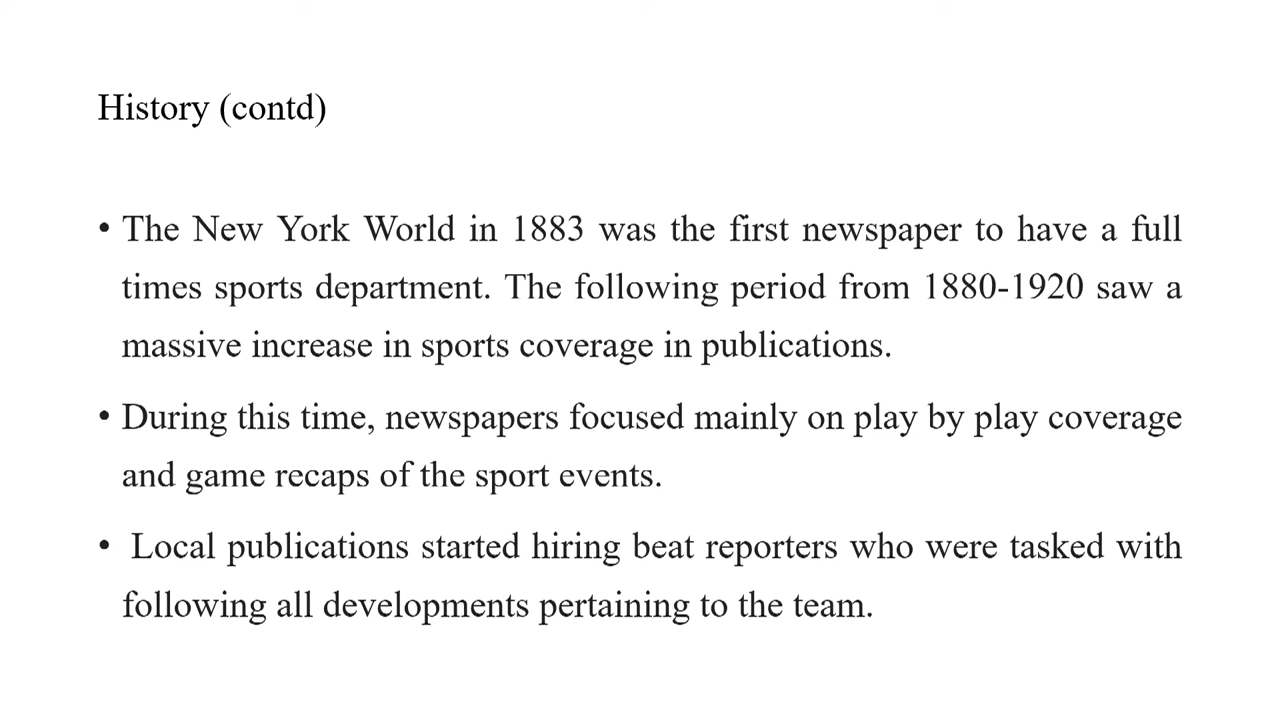 History (contd)
• The New York World in 1883 was the first newspaper to have a full
times sports department. The following period from 1880-1920 saw a
massive increase in sports coverage in publications.
• During this time, newspapers focused mainly on play by play coverage
and game recaps of the sport events.
• Local publications started hiring beat reporters who were tasked with
following all developments pertaining to the team.